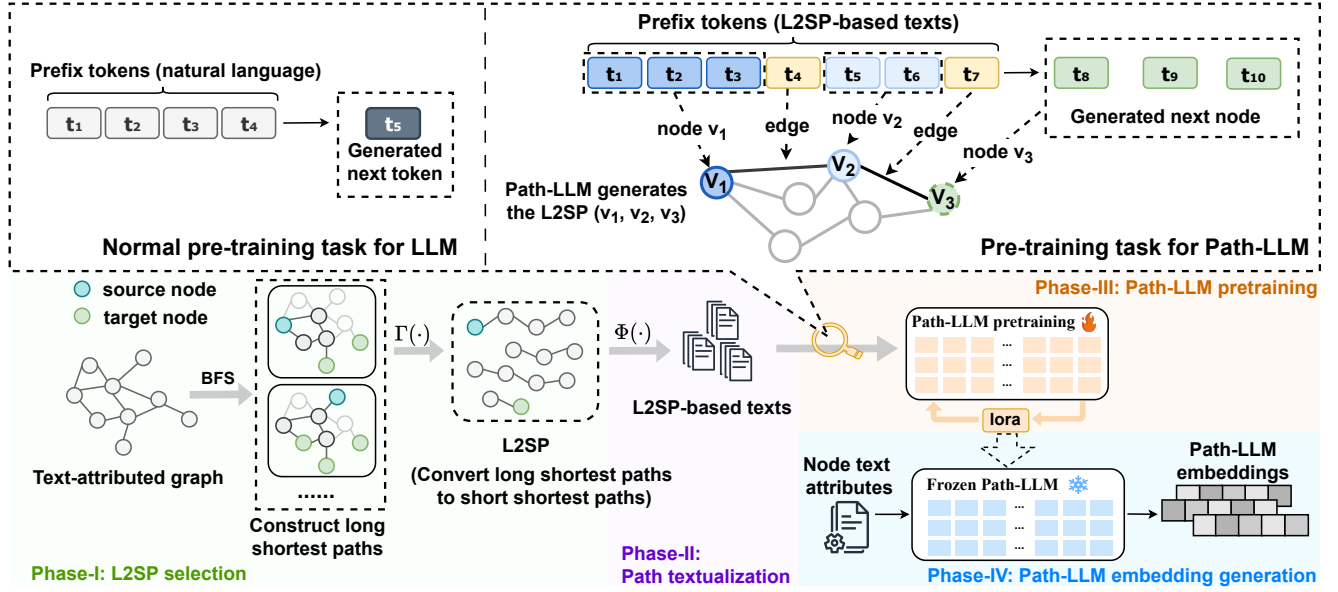 Prefix tokens (natural language)
t₁ t₂ t₃ t₄
t₅
Generated
next token
Normal pre-training task for LLM
Prefix tokens (L2SP-based texts)
t₁ t₂ t₃ t₄ t₅ t₆ t₇
t₈ t₉ t₁₀
Generated next node
node v₁
edge
node v₂
edge
node v₃
V₁
V₂
V₃
Path-LLM generates
the L2SP (v₁, v₂, v₃)
Pre-training task for Path-LLM
source node
target node
BFS
Text-attributed graph
......
Construct long
shortest paths
Γ(·)
L2SP
(Convert long shortest paths
to short shortest paths)
Phase-I: L2SP selection
Φ(·)
L2SP-based texts
Phase-II:
Path textualization
Phase-III: Path-LLM pretraining
Path-LLM pretraining
...
...
...
lora
Node text
attributes
Frozen Path-LLM
...
...
...
Path-LLM
embeddings
Phase-IV: Path-LLM embedding generation